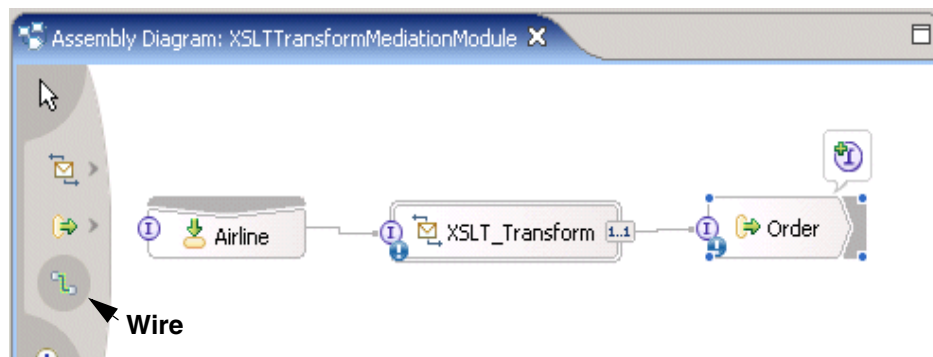 Assembly Diagram: XSLTTransformMediationModule
I Airline I XSLT_Transform 1..1 I Order
I
Wire